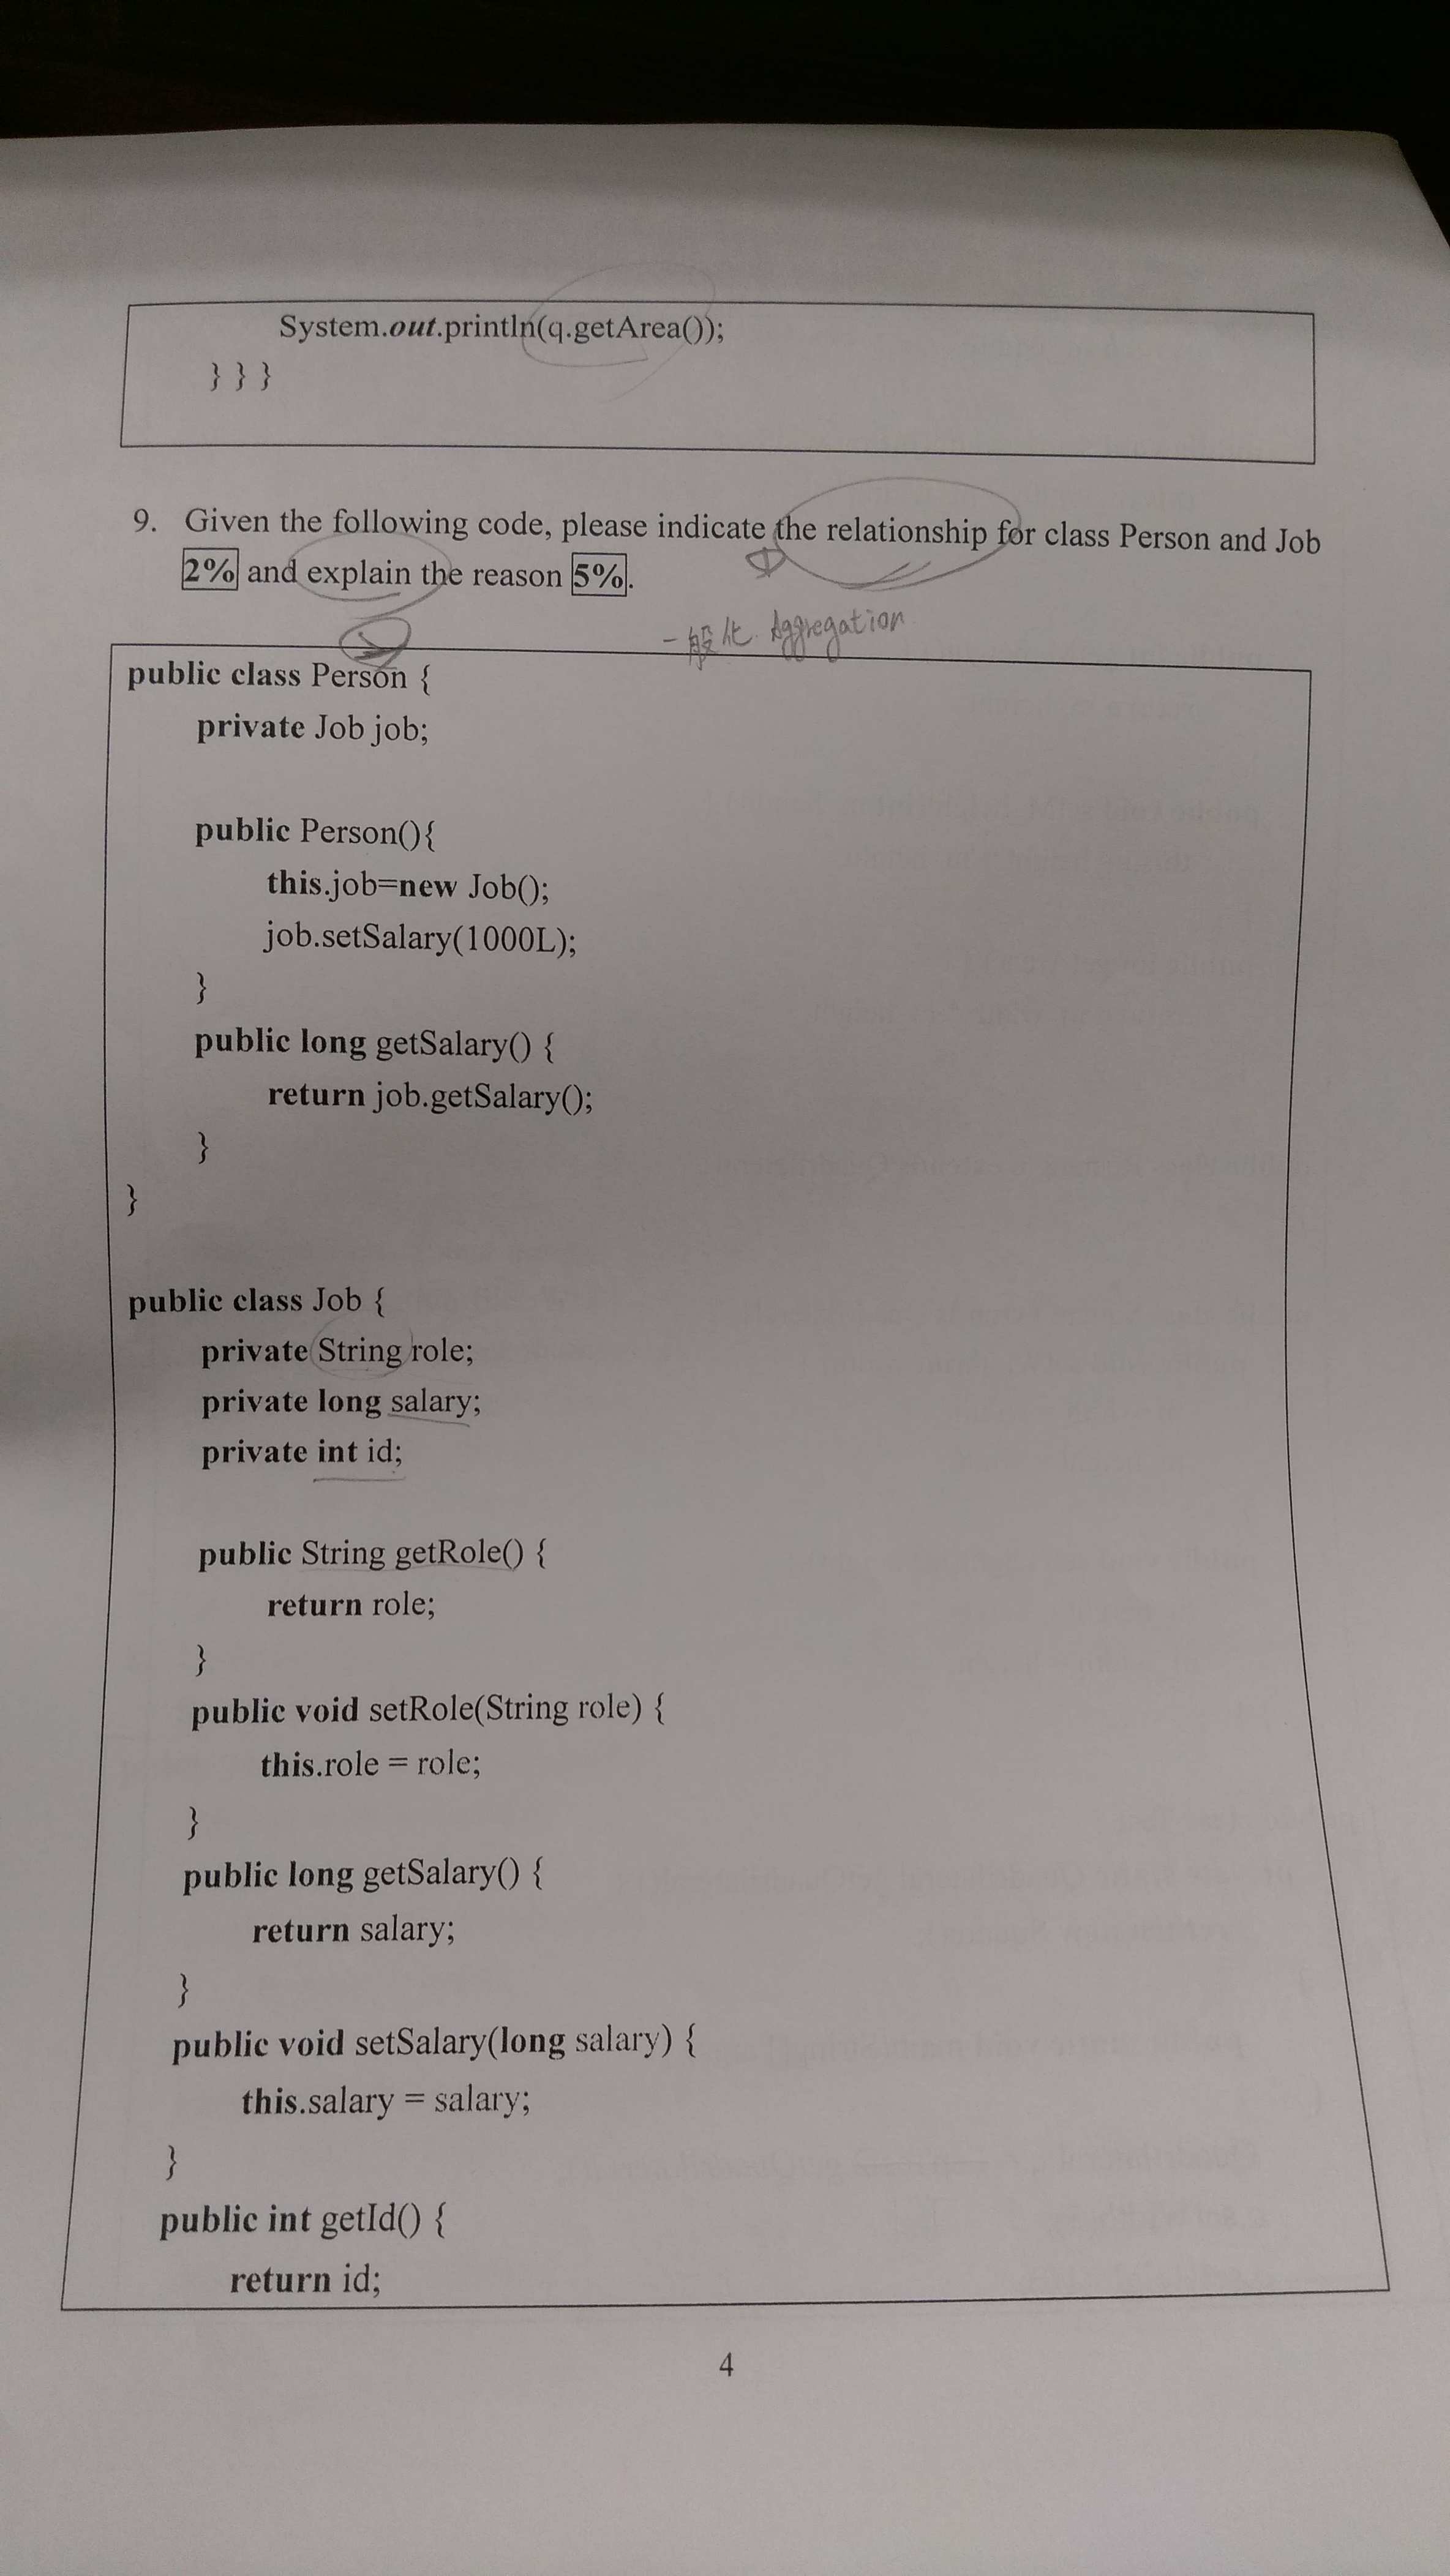 System.out.println(q.getArea());
} } }
9. Given the following code, please indicate the relationship for class Person and Job
2% and explain the reason 5%.
一般化. Aggregation
public class Person {
private Job job;
public Person(){
this.job=new Job();
job.setSalary(1000L);
}
public long getSalary() {
return job.getSalary();
}
}
public class Job {
private String role;
private long salary;
private int id;
public String getRole() {
return role;
}
public void setRole(String role) {
this.role = role;
}
public long getSalary() {
return salary;
}
public void setSalary(long salary) {
this.salary = salary;
}
public int getId() {
return id;
4